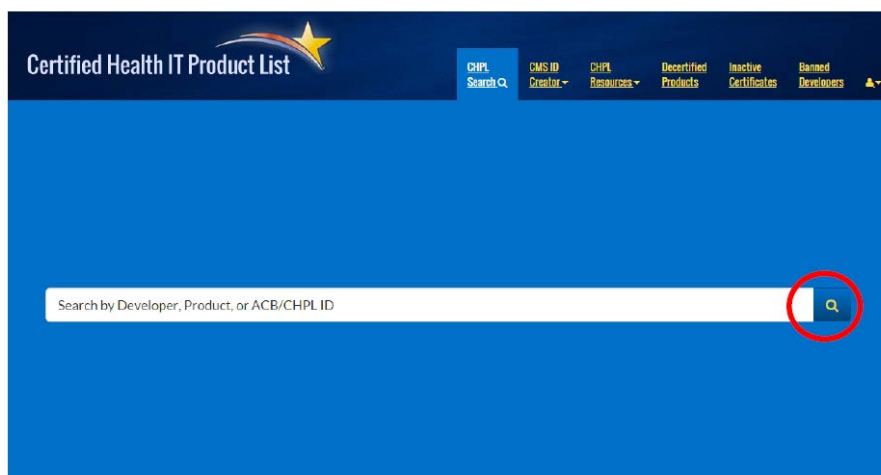 Certified Health IT Product List
CHPL
Search
CMS ID
Creator
CHPL
Resources
Decertified
Products
Inactive
Certificates
Banned
Developers
Search by Developer, Product, or ACB/CHPL ID